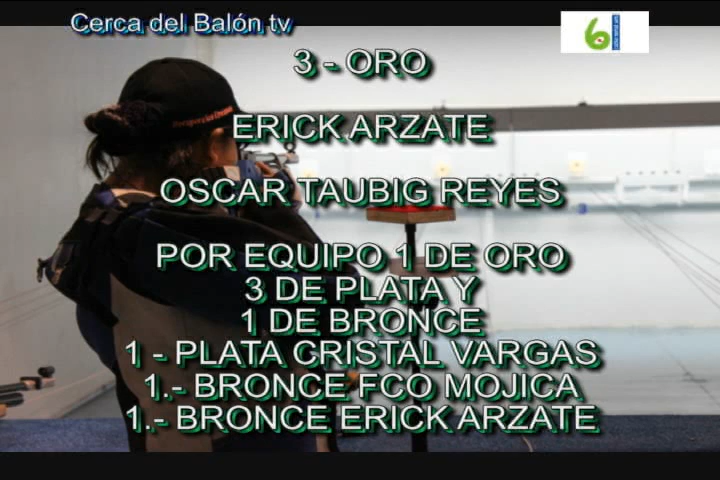 Cerca del Balón tv
6
3 - ORO
ERICK ARZATE
OSCAR TAUBIG REYES
POR EQUIPO 1 DE ORO
3 DE PLATA Y
1 DE BRONCE
1 - PLATA CRISTAL VARGAS
1.- BRONCE FCO MOJICA
1.- BRONCE ERICK ARZATE